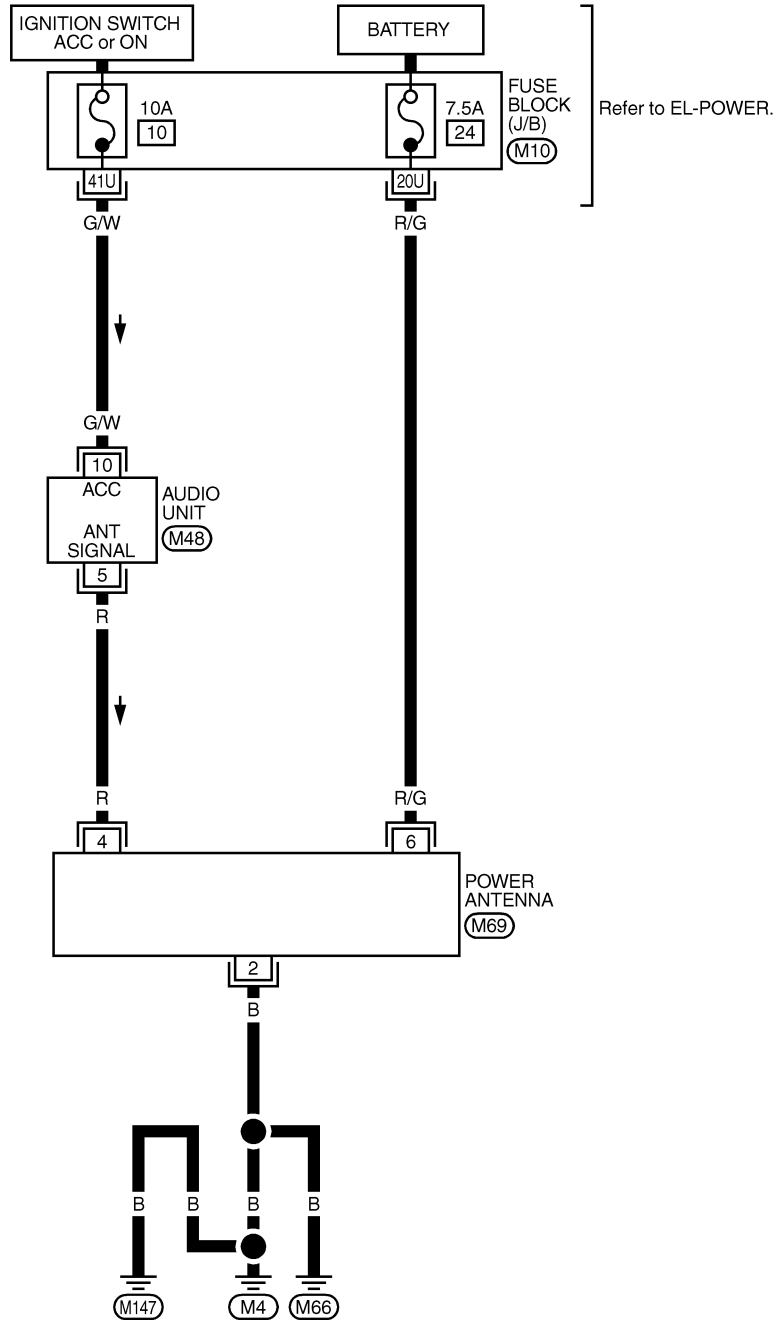 IGNITION SWITCH
ACC or ON
BATTERY
10A
10
7.5A
24
FUSE
BLOCK
(J/B)
M10
Refer to EL-POWER.
41U
20U
G/W
R/G
G/W
10
ACC
ANT
SIGNAL
AUDIO
UNIT
M48
5
R
R
R/G
4
6
POWER
ANTENNA
M69
2
B
B
B
B
B
M147
M4
M66